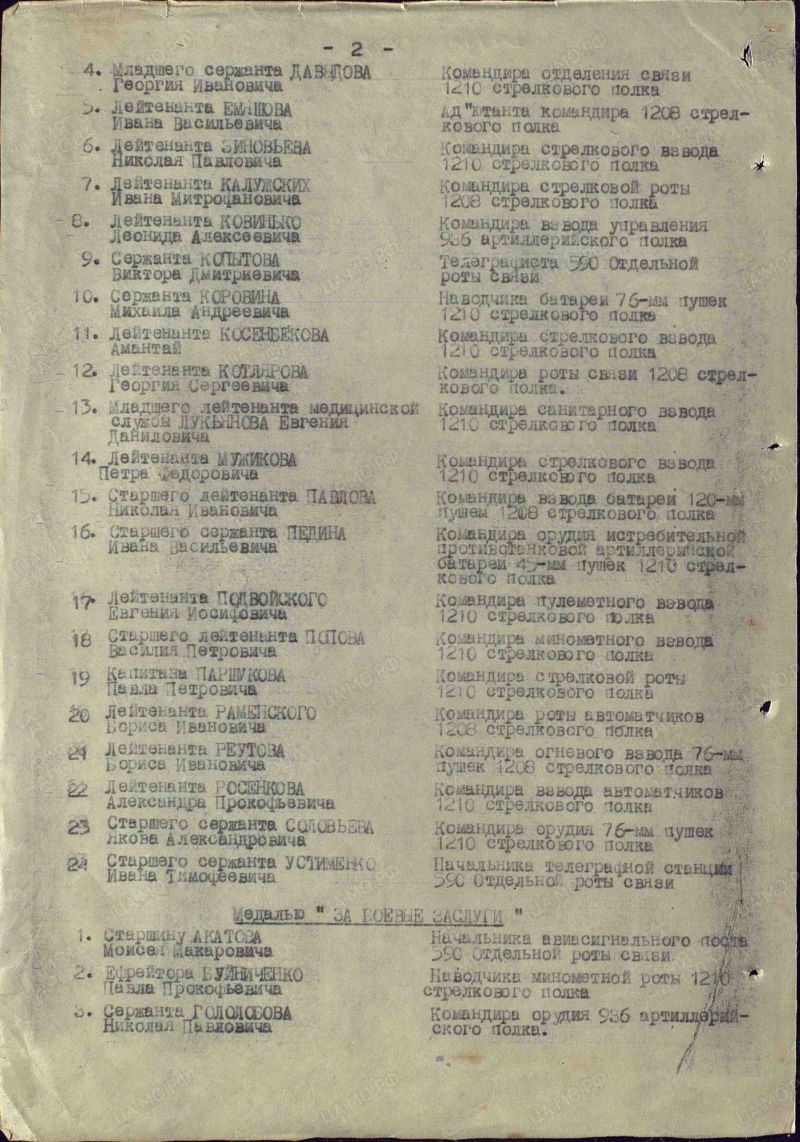 - 2 -
4. Младшего сержанта ДАВЫДОВА Командира отделения связи
Георгия Ивановича 1210 стрелкового полка
5. Лейтенанта ЕМАШОВА Ад"ютанта командира 1208 стрел-
Ивана Васильевича кового полка
6. Лейтенанта ЗИНОВЬЕВА Командира стрелкового взвода
Николая Павловича 1210 стрелкового полка
7. Лейтенанта КАЛУЖСКИХ Командира стрелковой роты
Ивана Митрофановича 1208 стрелкового полка
8. Лейтенанта КОВИНЬКО Командира взвода управления
Леонида Алексеевича 936 артиллерийского полка
9. Сержанта КОПЫТОВА Телеграфиста 590 Отдельной
Виктора Дмитриевича роты связи
10. Сержанта КОРОВИНА Наводчика батареи 76-мм пушек
Михаила Андреевича 1210 стрелкового полка
11. Лейтенанта КОСЕНБЕКОВА Командира стрелкового взвода
Амантай 1210 стрелкового полка
12. Лейтенанта КОТЛЯРОВА Командира роты связи 1208 стрел-
Георгия Сергеевича кового полка.
13. Младшего лейтенанта медицинской Командира санитарного взвода
службы ЛУКЬЯНОВА Евгения 1210 стрелкового полка
Даниловича
14. Лейтенанта МУЖИКОВА Командира стрелкового взвода
Петра Федоровича 1210 стрелкового полка
15. Старшего лейтенанта ПАВЛОВА Командира взвода батареи 120-мм
Николая Ивановича пушек 1208 стрелкового полка
16. Старшего сержанта ПЕДИНА Командира орудия истребительной
Ивана Васильевича противотанковой артиллерийской
батареи 45-мм пушек 1210 стрел-
кового полка
17. Лейтенанта ПОДВОЙСКОГО Командира пулеметного взвода
Евгения Иосифовича 1210 стрелкового полка
18 Старшего лейтенанта ПОПОВА Командира минометного взвода
Василия Петровича 1210 стрелкового полка
19 Капитана ПАРШУКОВА Командира стрелковой роты
Павла Петровича 1210 стрелкового полка
20 Лейтенанта РАМЕНСКОГО Командира роты автоматчиков
Бориса Ивановича 1208 стрелкового полка
21 Лейтенанта РЕУТОВА Командира огневого взвода 76-мм
Бориса Ивановича пушек 1208 стрелкового полка
22 Лейтенанта РОСЕНКОВА Командира взвода автоматчиков
Александра Прокофьевича 1210 стрелкового полка
23 Старшего сержанта СОЛОВЬЕВА Командира орудия 76-мм пушек
Якова Александровича 1210 стрелкового полка
24 Старшего сержанта УСТИМЕНКО Начальника телеграфной станции
Ивана Тимофеевича 590 Отдельной роты связи
Медалью " ЗА БОЕВЫЕ ЗАСЛУГИ "
1. Старшину АКАТОВА Начальника авиасигнального поста
Моисея Макаровича 590 Отдельной роты связи.
2. Ефрейтора БУЙНИЧЕНКО Наводчика минометной роты 1210
Павла Прокофьевича стрелкового полка
3. Сержанта ГОЛОЛОБОВА Командира орудия 936 артиллерий-
Николая Павловича ского полка.